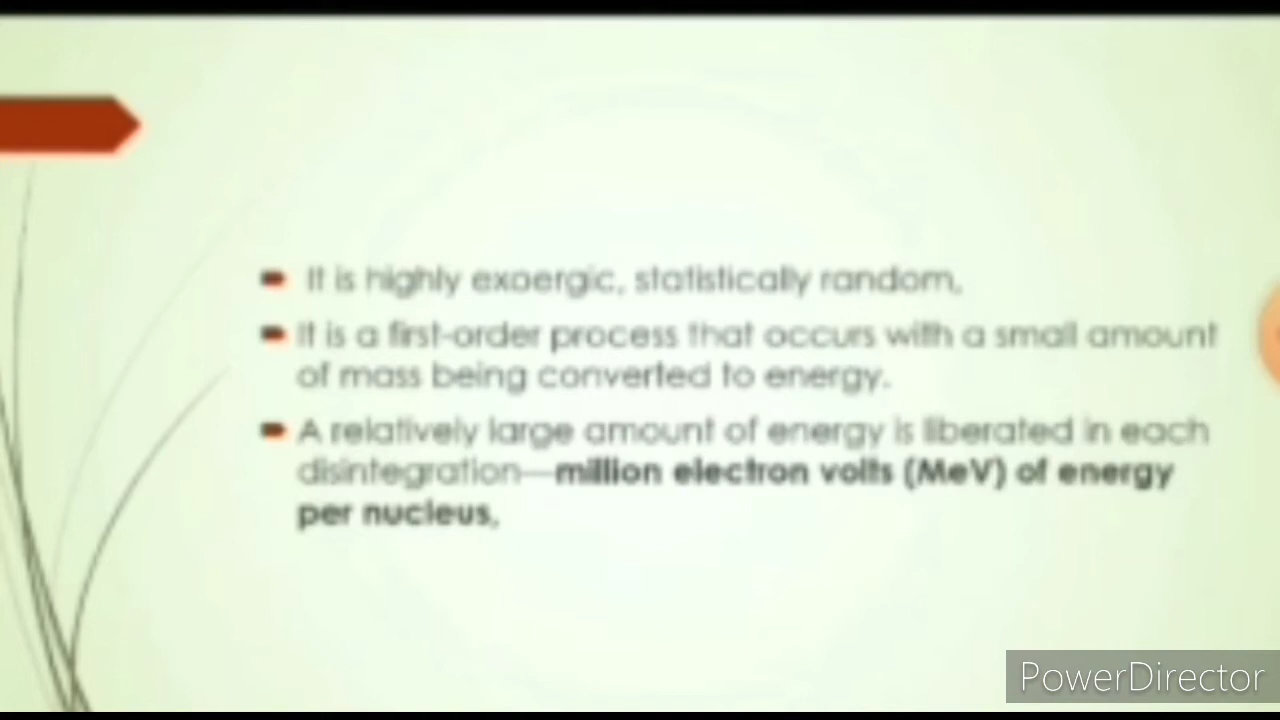 It is highly exoergic, statistically random,
It is a first-order process that occurs with a small amount
of mass being converted to energy.
A relatively large amount of energy is liberated in each
disintegration—million electron volts (MeV) of energy
per nucleus,
PowerDirector